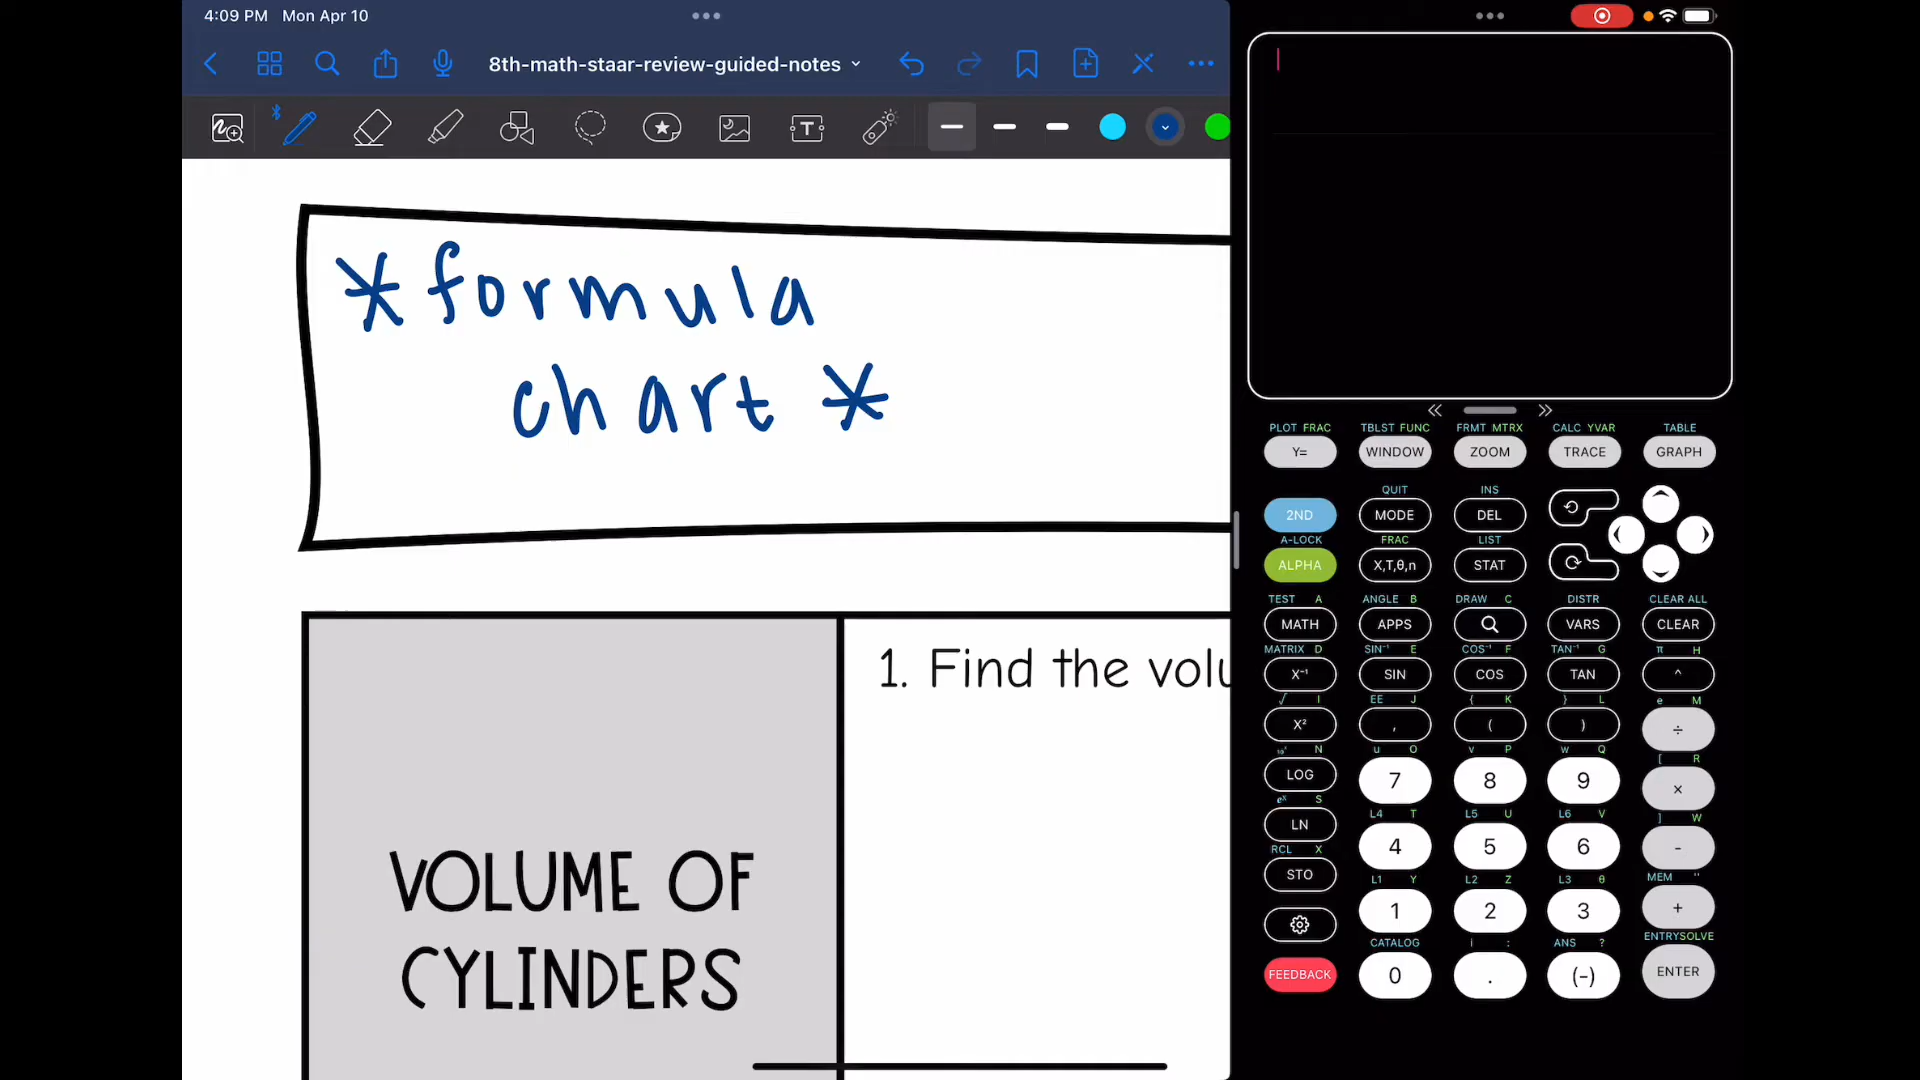 4:09 PM Mon Apr 10
8th-math-staar-review-guided-notes
T
*formula
chart *
1. Find the volu
VOLUME OF
CYLINDERS
PLOT FRAC TBLST FUNC FRMT MTRX CALC YVAR TABLE
Y= WINDOW ZOOM TRACE GRAPH
QUIT INS
2ND MODE DEL
A-LOCK FRAC LIST
ALPHA X,T,θ,n STAT
TEST A ANGLE B DRAW C DISTR CLEAR ALL
MATH APPS VARS CLEAR
MATRIX D SIN⁻¹ E COS⁻¹ F TAN⁻¹ G π H
X⁻¹ SIN COS TAN ^
√ I EE J { K } L e M
X² , ( ) ÷
N u O v P w Q [ R
LOG 7 8 9 ×
eˣ S L4 T L5 U L6 V ] W
LN 4 5 6 -
RCL X L1 Y L2 Z L3 θ MEM "
STO 1 2 3 +
CATALOG i : ANS ? ENTRY SOLVE
FEEDBACK 0 . (-) ENTER